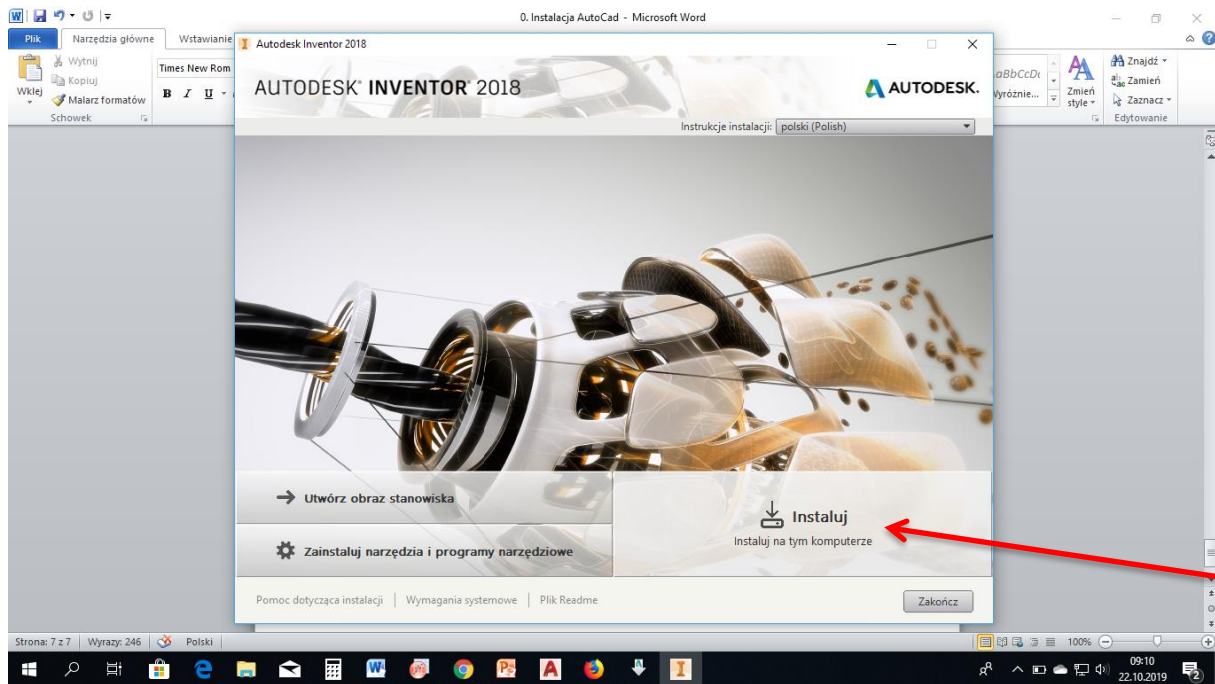 0. Instalacja AutoCad - Microsoft Word
Plik Narzędzia główne Wstawianie
Wklej
Wytnij
Kopiuj
Malarz formatów
Schowek
Times New Rom
B I U
Autodesk Inventor 2018
AUTODESK® INVENTOR® 2018
AUTODESK.
Instrukcje instalacji: polski (Polish)
Utwórz obraz stanowiska
Zainstaluj narzędzia i programy narzędziowe
Instaluj
Instaluj na tym komputerze
Pomoc dotycząca instalacji | Wymagania systemowe | Plik Readme
Zakończ
aBbCcDc
Wyróżnie...
Zmień
style
Znajdź
Zamień
Zaznacz
Edytowanie
Strona: 7 z 7 Wyrazy: 246 Polski
100%
09:10
22.10.2019